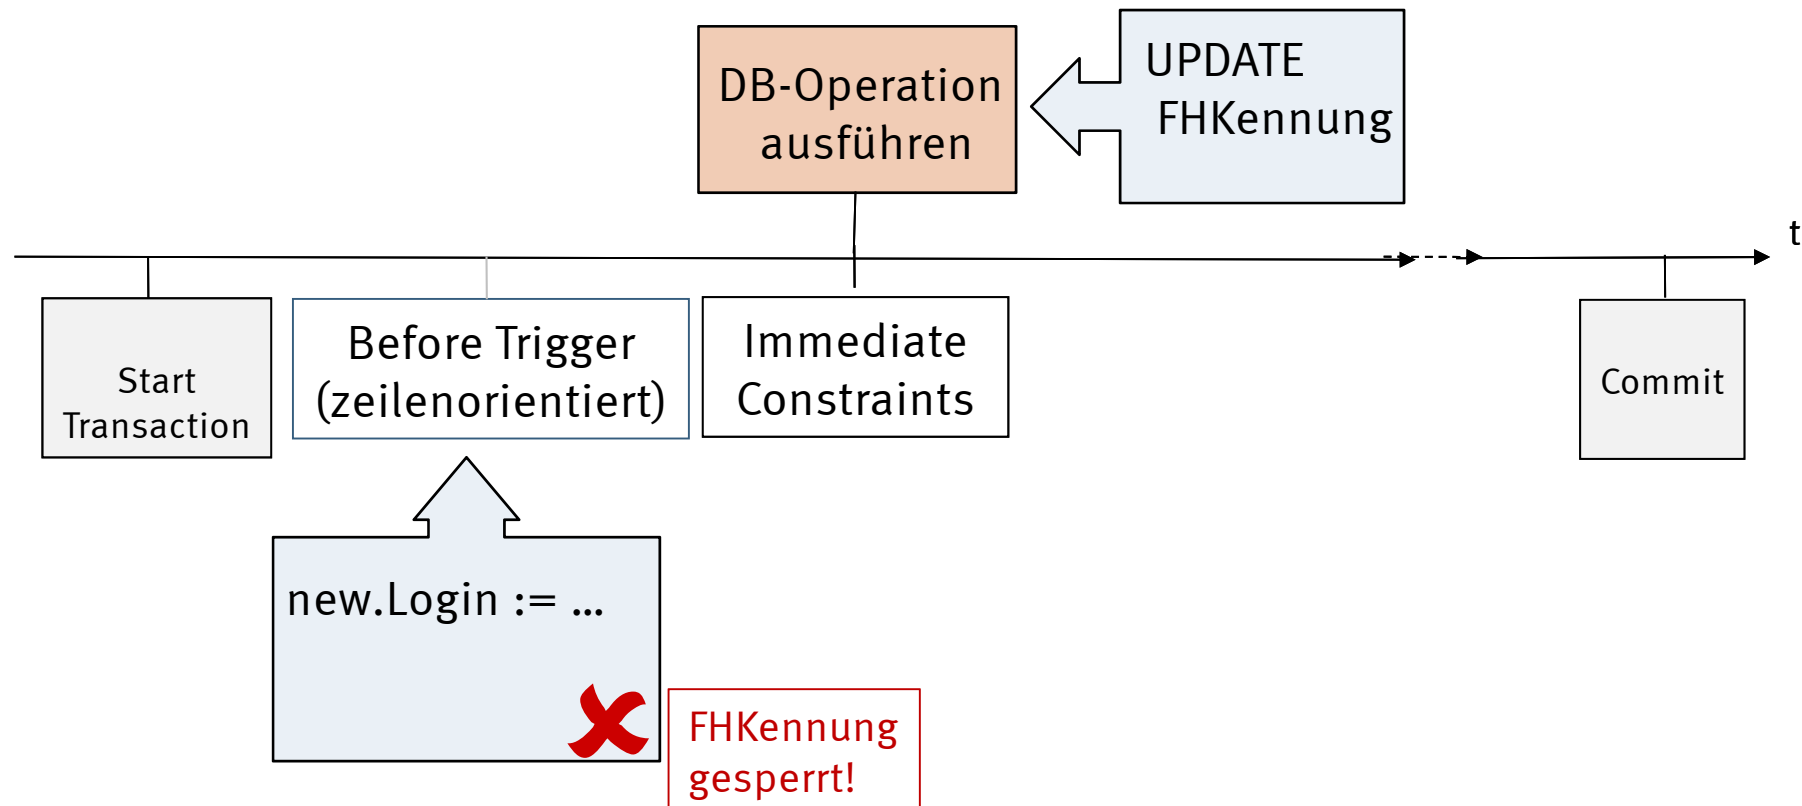 DB-Operation
ausführen
UPDATE
FHKennung
t
Start
Transaction
Before Trigger
(zeilenorientiert)
Immediate
Constraints
Commit
new.Login := ...
FHKennung
gesperrt!